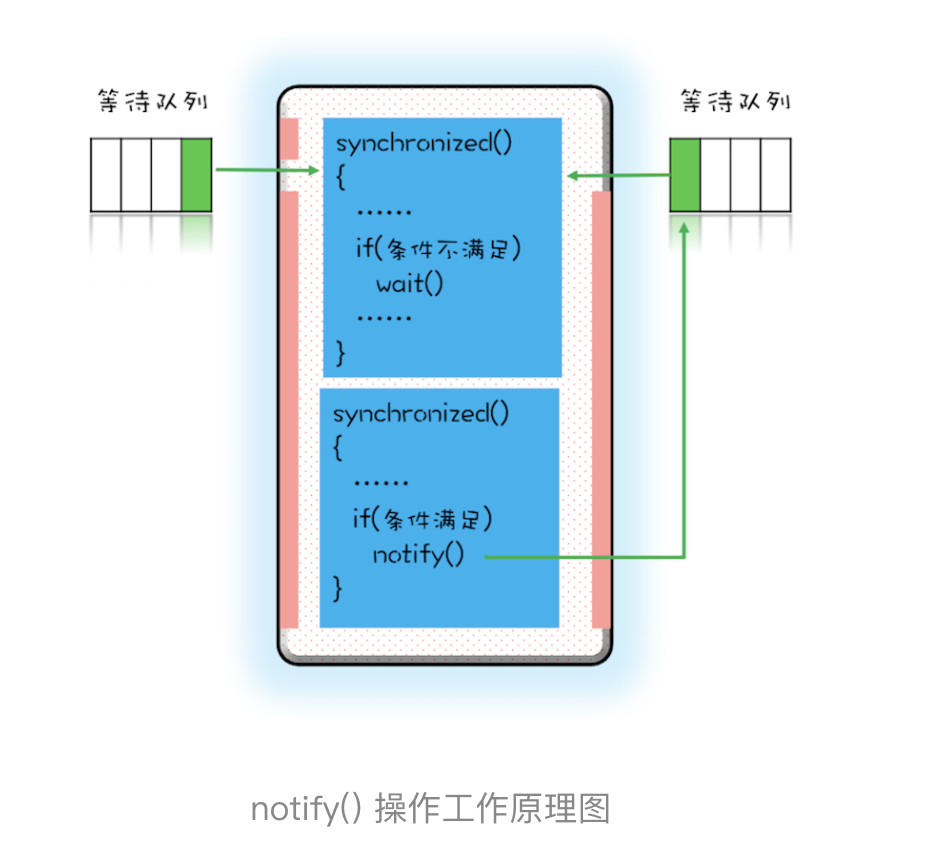 等待队列
等待队列
synchronized()
{
......
if(条件不满足)
wait()
......
}
synchronized()
{
......
if(条件满足)
notify()
}
notify() 操作工作原理图